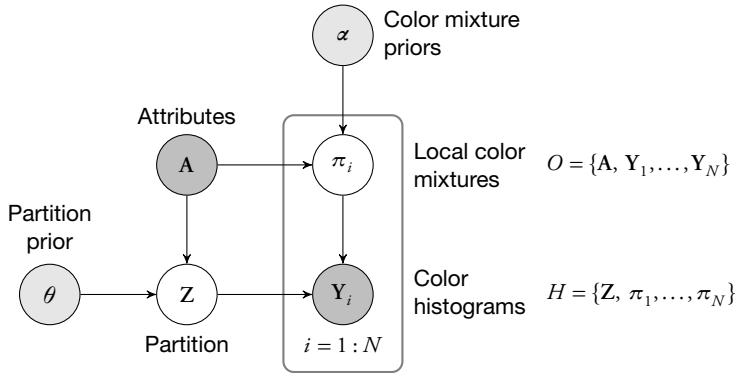 α
Color mixture
priors
Attributes
A
π_i
Local color
mixtures
O = {A, Y_1,…,Y_N}
Partition
prior
θ
Z
Y_i
Color
histograms
H = {Z, π_1,…,π_N}
Partition
i = 1 : N